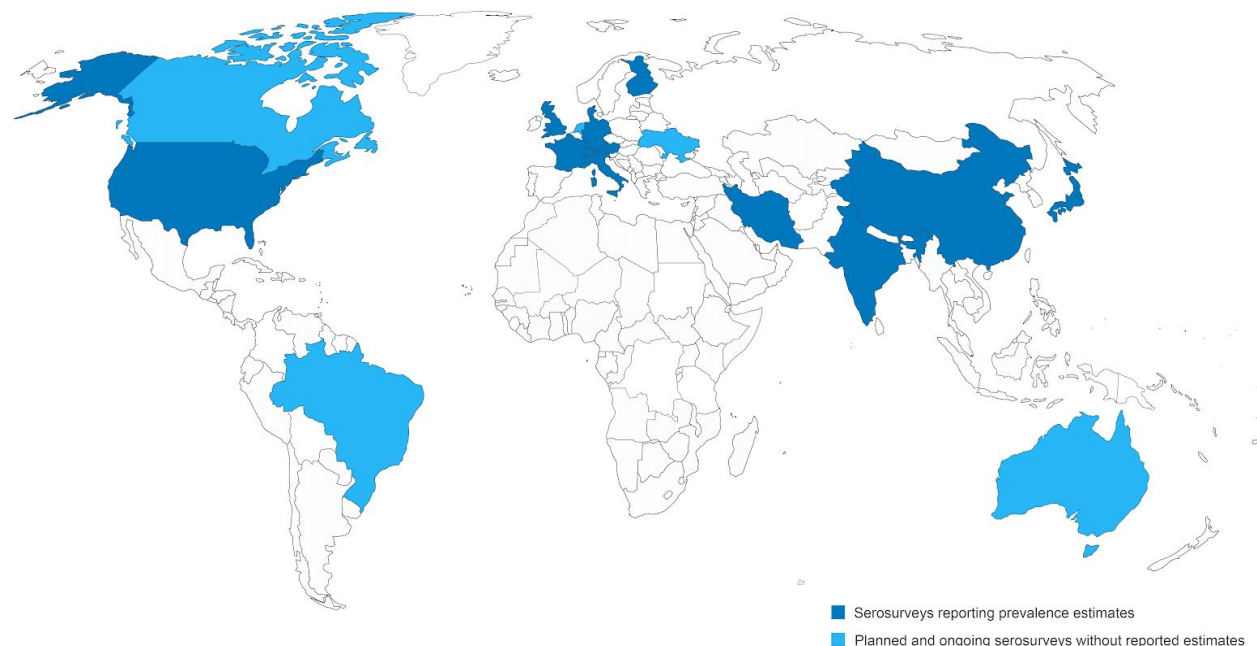 Serosurveys reporting prevalence estimates
Planned and ongoing serosurveys without reported estimates